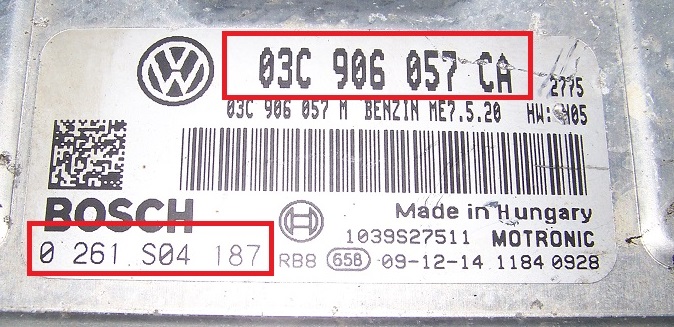 03C 906 057 CA
2775
03C 906 057 M BENZIN ME7.5.20 HW: H05
BOSCH
Made in Hungary
0 261 S04 187
1039S27511 MOTRONIC
RB8 658 09-12-14 1184 0928